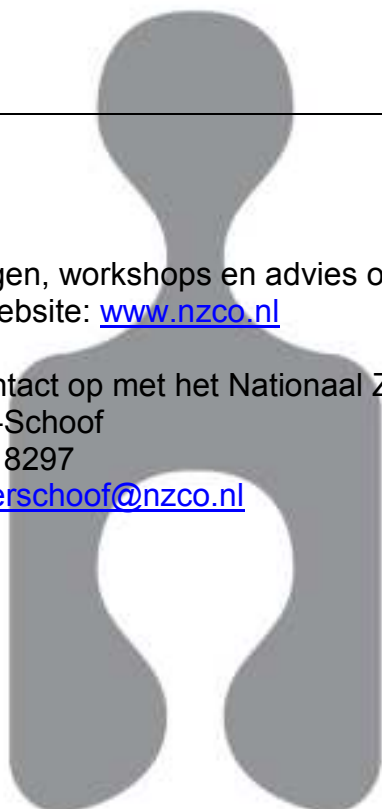 gen, workshops en advies o
ebsite: www.nzco.nl
ntact op met het Nationaal Z
-Schoof
8297
erschoof@nzco.nl